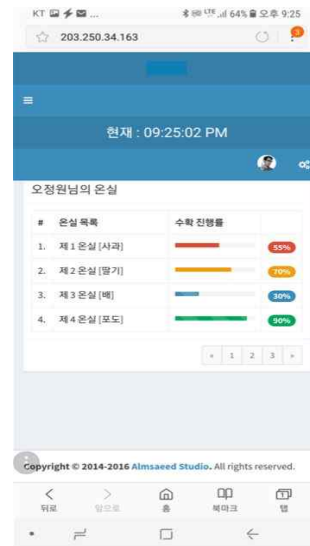 KT ... LTE 64% 오후 9:25
203.250.34.163
3
현재 : 09:25:02 PM
오정원님의 온실
# 온실 목록 수확 진행률
1. 제 1 온실 [사과] 55%
2. 제 2 온실 [딸기] 70%
3. 제 3 온실 [배] 30%
4. 제 4 온실 [포도] 90%
« 1 2 3 »
Copyright © 2014-2016 Almsaeed Studio. All rights reserved.
뒤로 앞으로 홈 북마크 탭